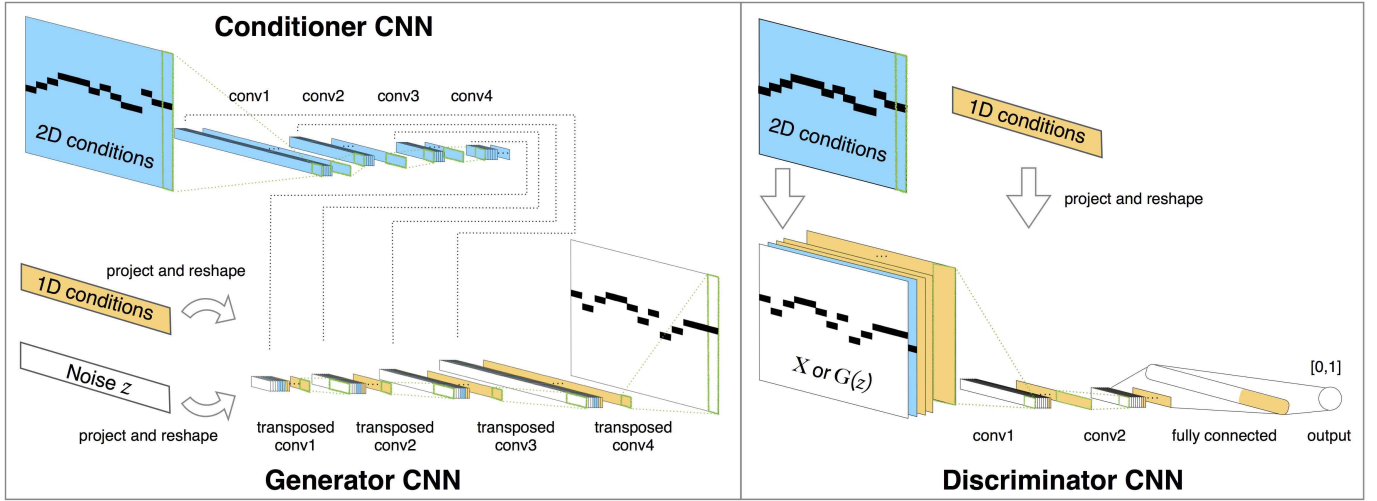 Conditioner CNN
2D conditions
conv1 conv2 conv3 conv4
project and reshape
1D conditions
Noise z
project and reshape
transposed conv1
transposed conv2
transposed conv3
transposed conv4
Generator CNN
2D conditions
1D conditions
project and reshape
X or G(z)
[0,1]
conv1 conv2 fully connected output
Discriminator CNN